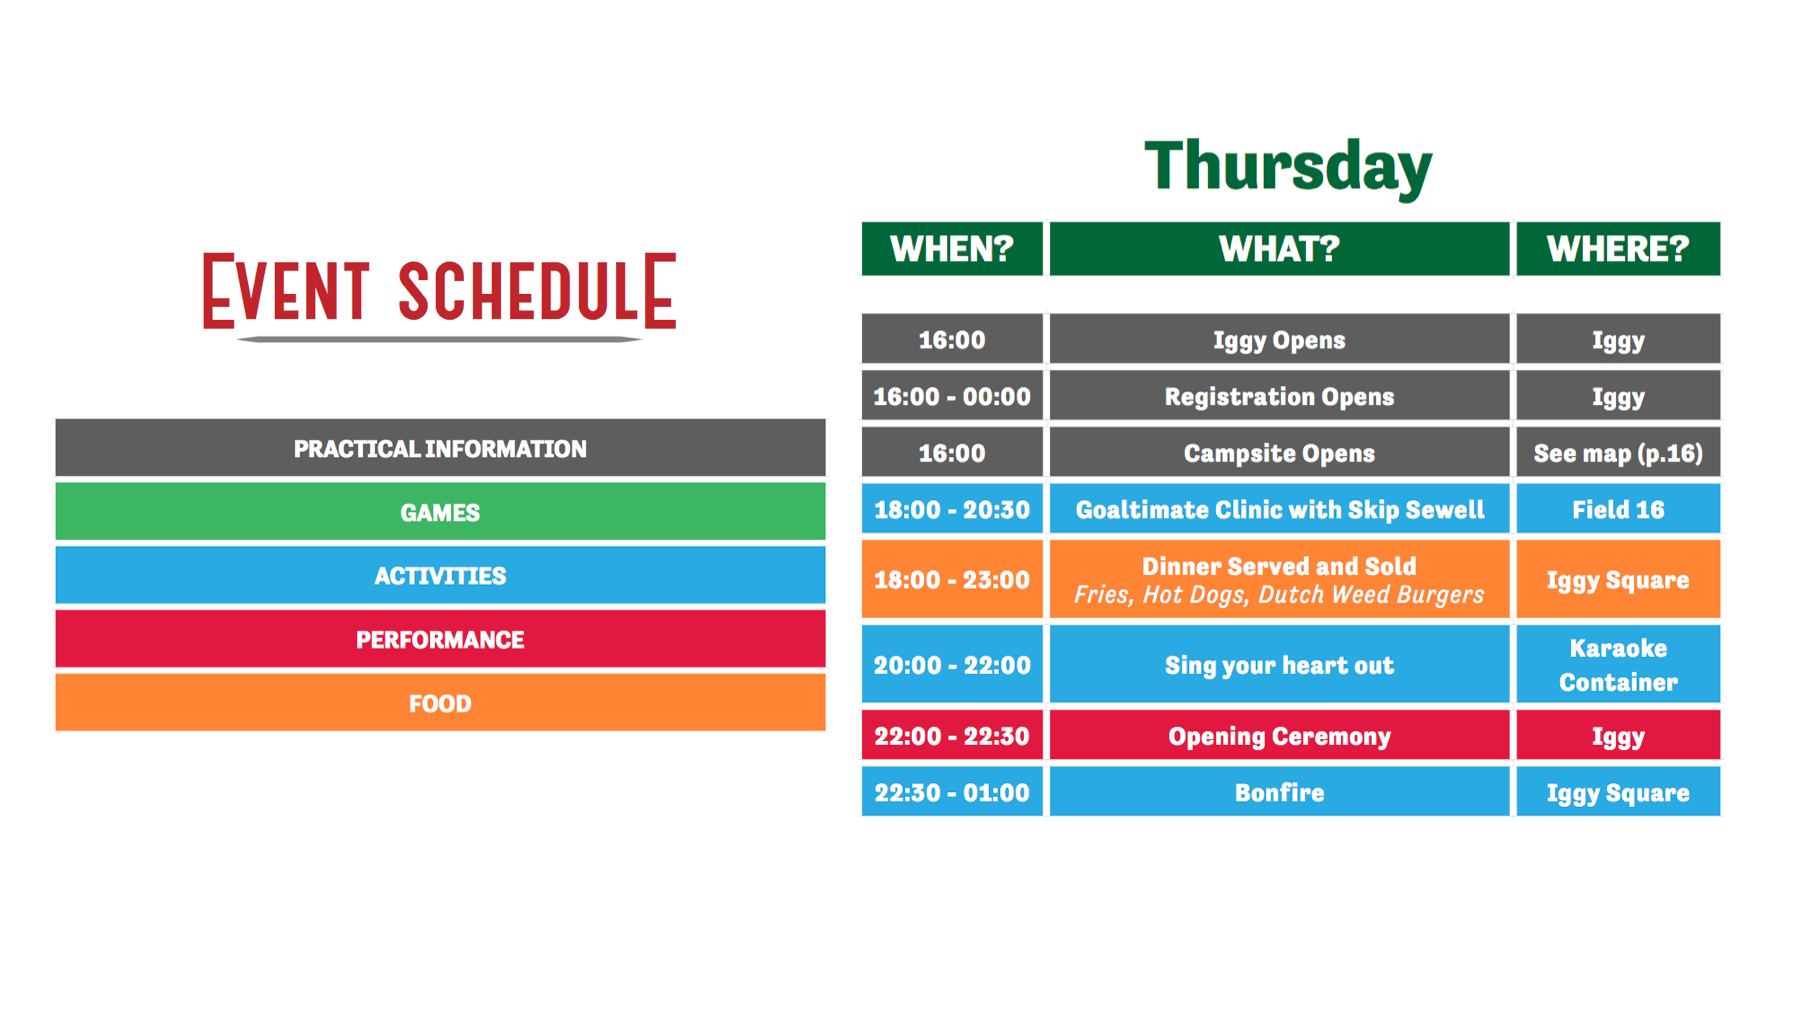 EVENT SCHEDULE
PRACTICAL INFORMATION
GAMES
ACTIVITIES
PERFORMANCE
FOOD
Thursday
WHEN? WHAT? WHERE?
16:00 Iggy Opens Iggy
16:00 - 00:00 Registration Opens Iggy
16:00 Campsite Opens See map (p.16)
18:00 - 20:30 Goaltimate Clinic with Skip Sewell Field 16
18:00 - 23:00 Dinner Served and Sold Iggy Square
Fries, Hot Dogs, Dutch Weed Burgers
20:00 - 22:00 Sing your heart out Karaoke
Container
22:00 - 22:30 Opening Ceremony Iggy
22:30 - 01:00 Bonfire Iggy Square